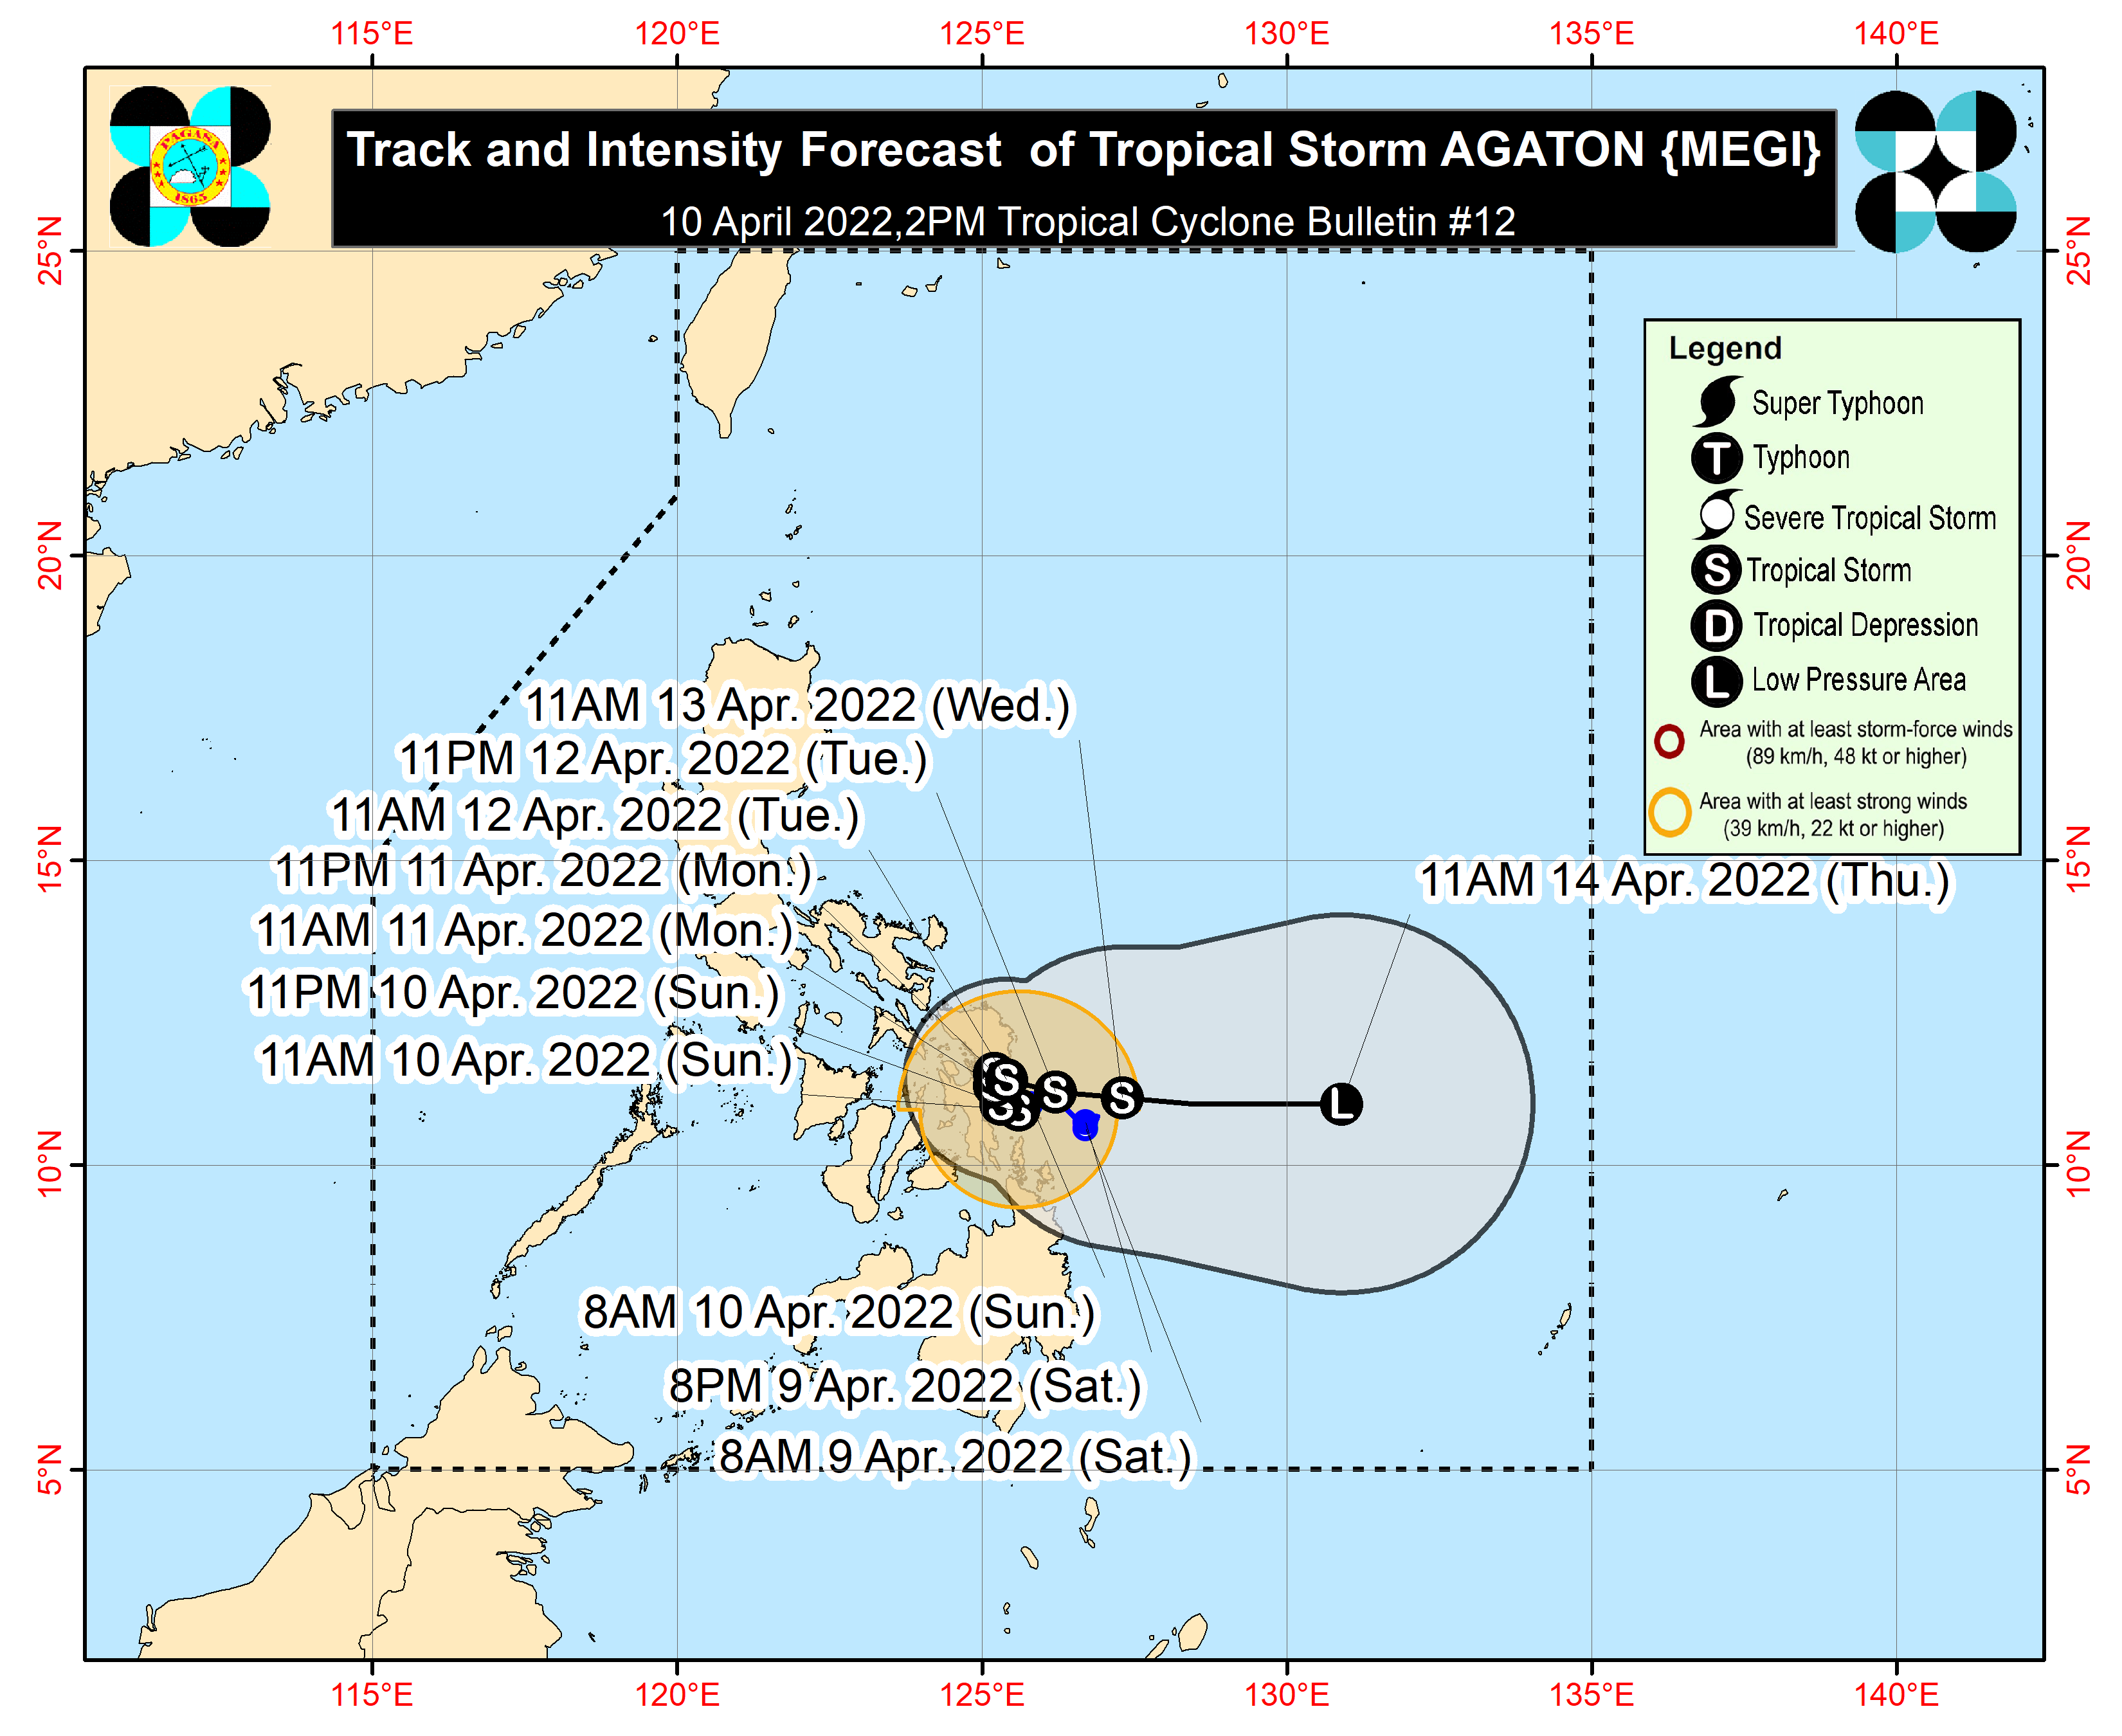 115°E 120°E 125°E 130°E 135°E 140°E
PAGASA
1865
Track and Intensity Forecast of Tropical Storm AGATON {MEGI}
10 April 2022,2PM Tropical Cyclone Bulletin #12
25°N 25°N
Legend
Super Typhoon
T Typhoon
Severe Tropical Storm
S Tropical Storm
D Tropical Depression
L Low Pressure Area
Area with at least storm-force winds
(89 km/h, 48 kt or higher)
Area with at least strong winds
(39 km/h, 22 kt or higher)
20°N 20°N
11AM 13 Apr. 2022 (Wed.)
11PM 12 Apr. 2022 (Tue.)
11AM 12 Apr. 2022 (Tue.)
15°N 15°N
11PM 11 Apr. 2022 (Mon.)
11AM 14 Apr. 2022 (Thu.)
11AM 11 Apr. 2022 (Mon.)
11PM 10 Apr. 2022 (Sun.)
11AM 10 Apr. 2022 (Sun.)
S S S S S S L
10°N 10°N
8AM 10 Apr. 2022 (Sun.)
8PM 9 Apr. 2022 (Sat.)
8AM 9 Apr. 2022 (Sat.)
5°N 5°N
115°E 120°E 125°E 130°E 135°E 140°E